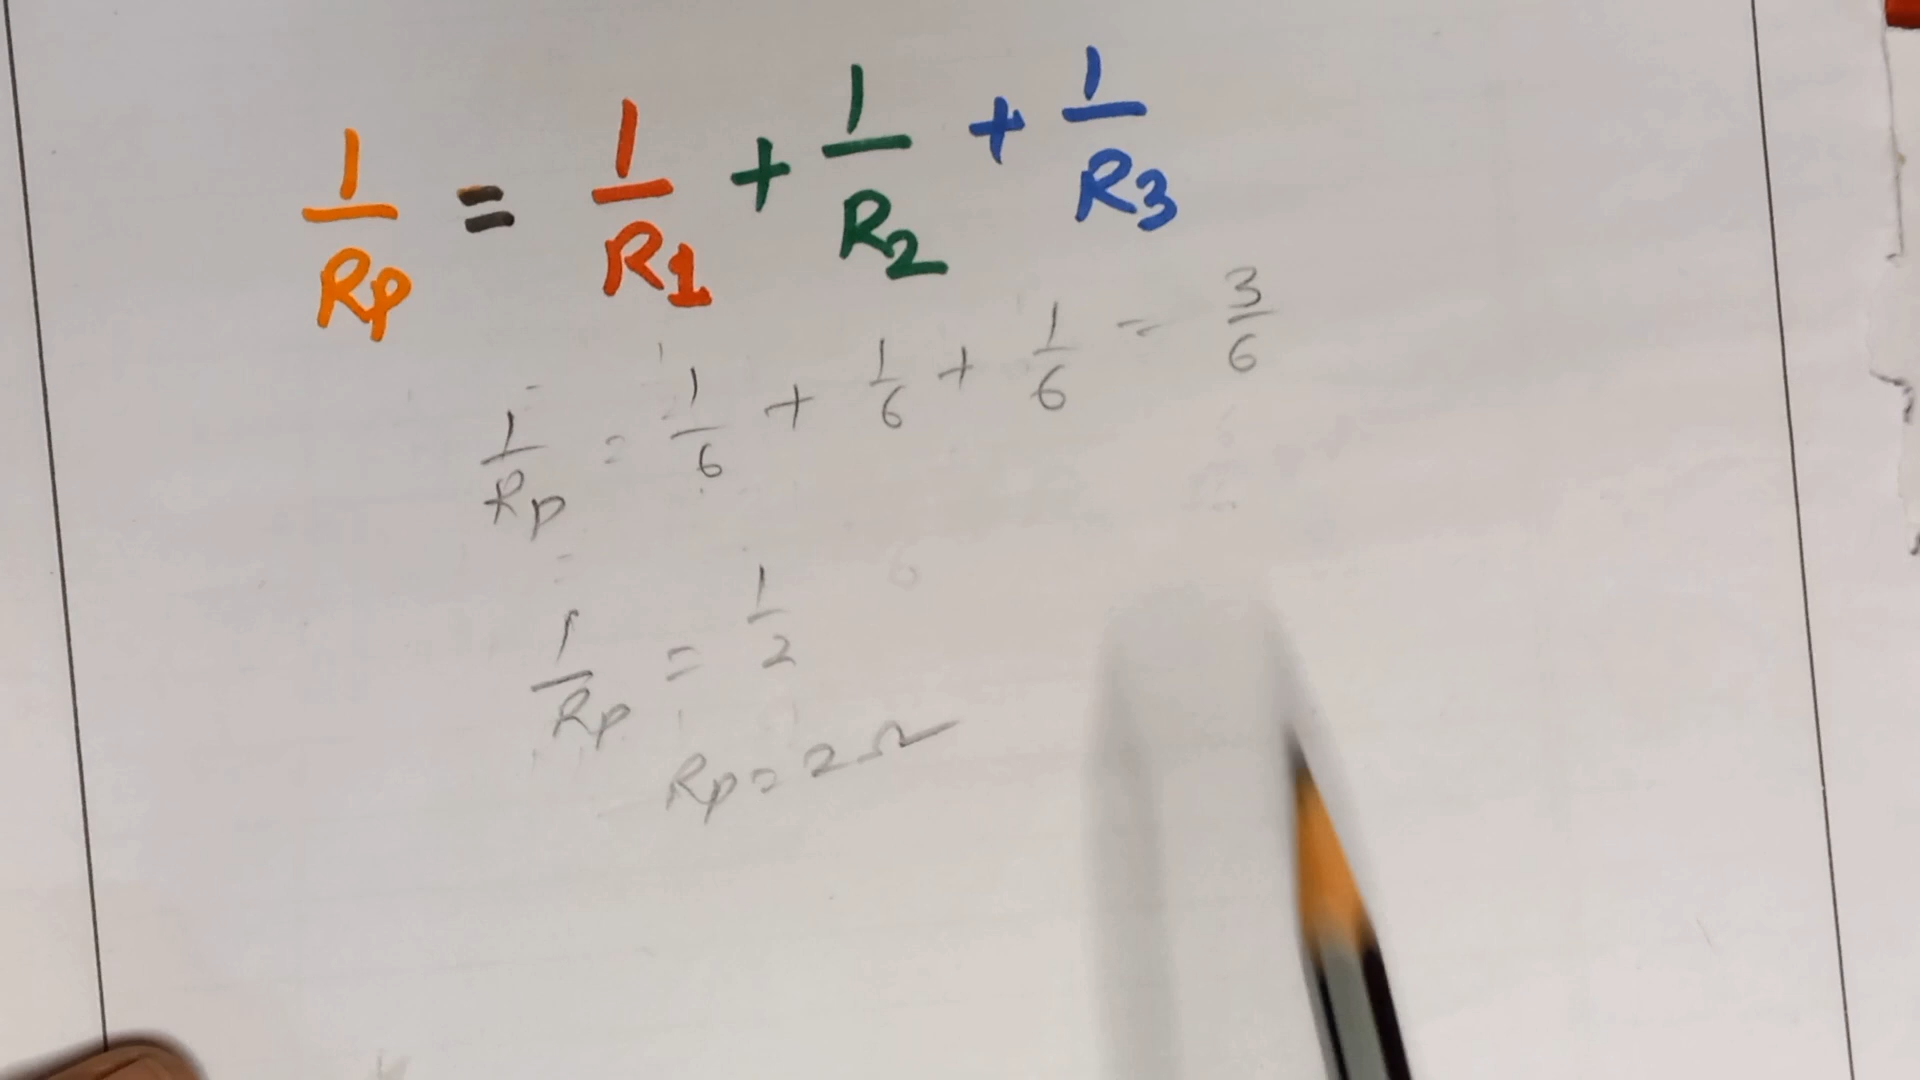 1/Rp = 1/R1 + 1/R2 + 1/R3
1/Rp = 1/6 + 1/6 + 1/6 = 3/6
1/Rp = 1/2
Rp = 2Ω